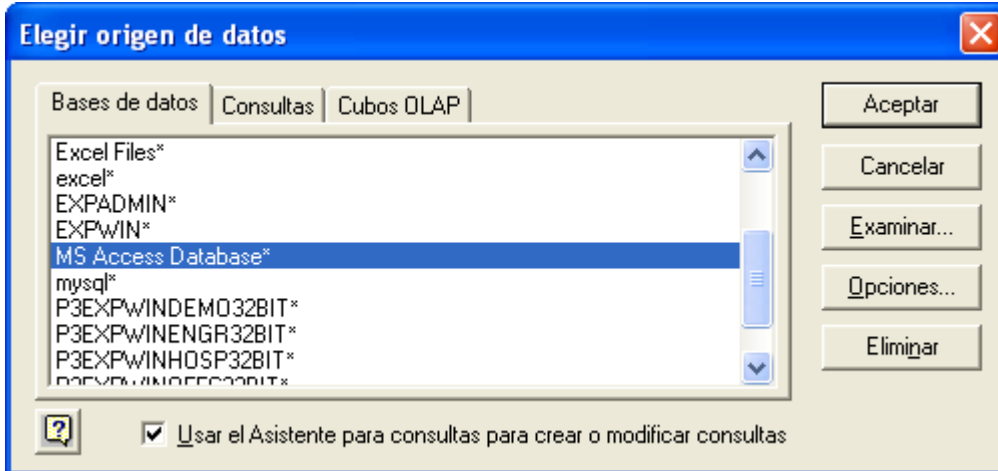 Elegir origen de datos
Bases de datos Consultas Cubos OLAP
Aceptar
Cancelar
Examinar...
Opciones...
Eliminar
Excel Files*
excel*
EXPADMIN*
EXPWIN*
MS Access Database*
mysql*
P3EXPWINDEMO32BIT*
P3EXPWINENGR32BIT*
P3EXPWINHOSP32BIT*
Usar el Asistente para consultas para crear o modificar consultas